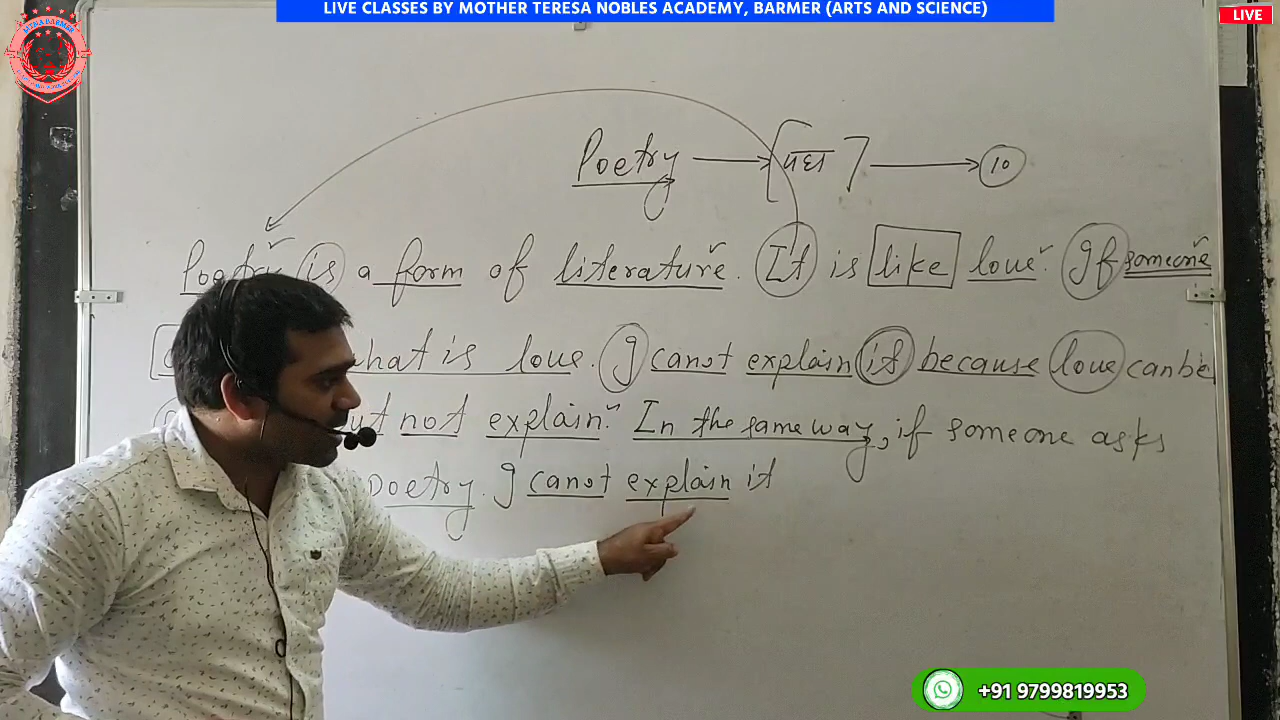 LIVE CLASSES BY MOTHER TERESA NOBLES ACADEMY, BARMER (ARTS AND SCIENCE)
LIVE
Poetry → [पद्य] → 10
Poetry is a form of literature. It is like love. If someone
what is love. I canot explain it because love can be
but not explain. In the same way, if someone asks
poetry. I canot explain it
+91 9799819953